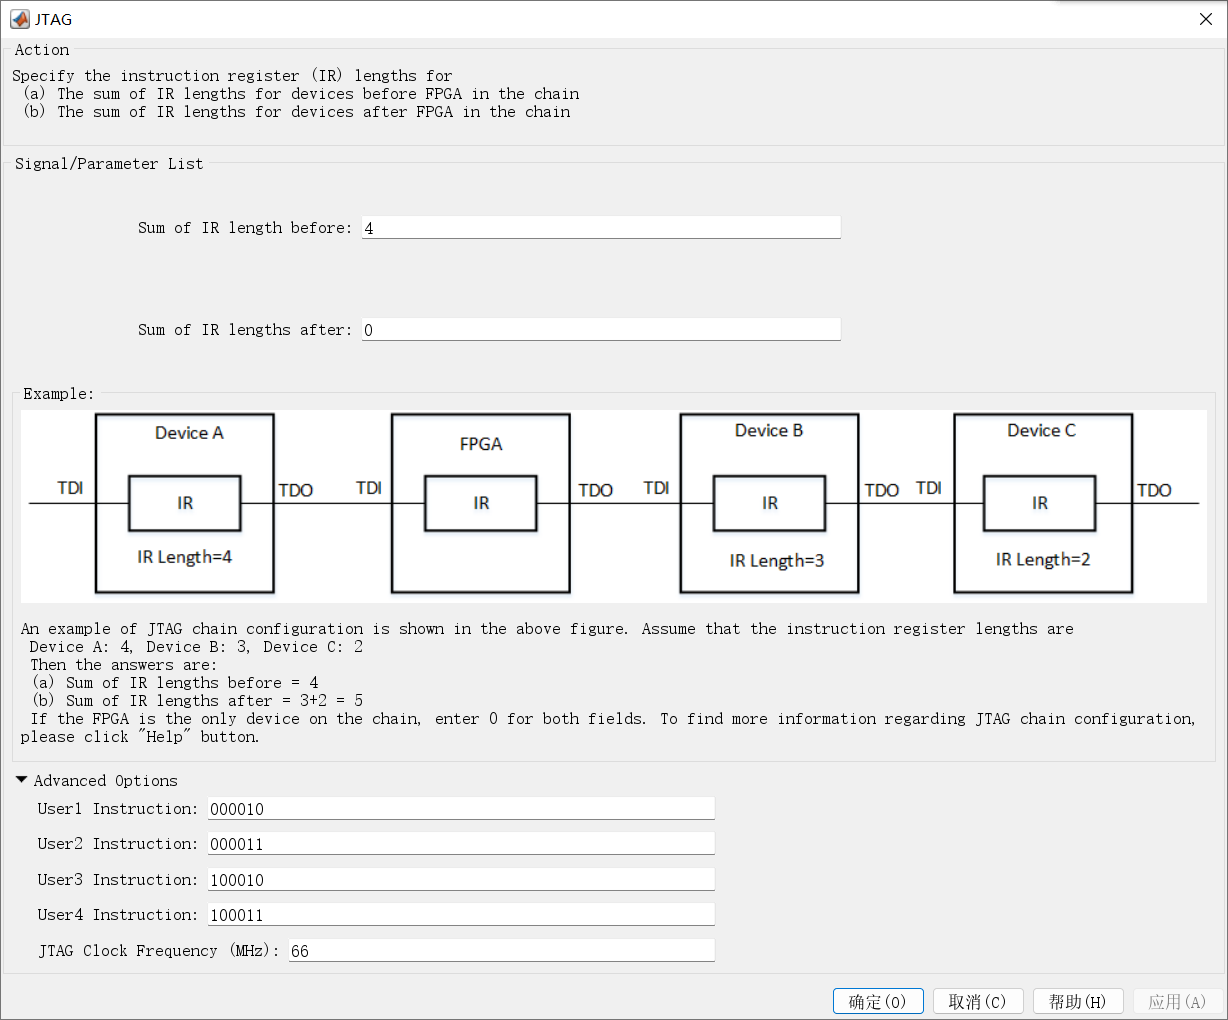 JTAG
Action
Specify the instruction register (IR) lengths for
(a) The sum of IR lengths for devices before FPGA in the chain
(b) The sum of IR lengths for devices after FPGA in the chain
Signal/Parameter List
Sum of IR length before: 4
Sum of IR lengths after: 0
Example:
Device A FPGA Device B Device C
TDI IR TDO TDI IR TDO TDI IR TDO TDI IR TDO
IR Length=4 IR Length=3 IR Length=2
An example of JTAG chain configuration is shown in the above figure. Assume that the instruction register lengths are
Device A: 4, Device B: 3, Device C: 2
Then the answers are:
(a) Sum of IR lengths before = 4
(b) Sum of IR lengths after = 3+2 = 5
If the FPGA is the only device on the chain, enter 0 for both fields. To find more information regarding JTAG chain configuration,
please click "Help" button.
Advanced Options
User1 Instruction: 000010
User2 Instruction: 000011
User3 Instruction: 100010
User4 Instruction: 100011
JTAG Clock Frequency (MHz): 66
确定(O) 取消(C) 帮助(H) 应用(A)